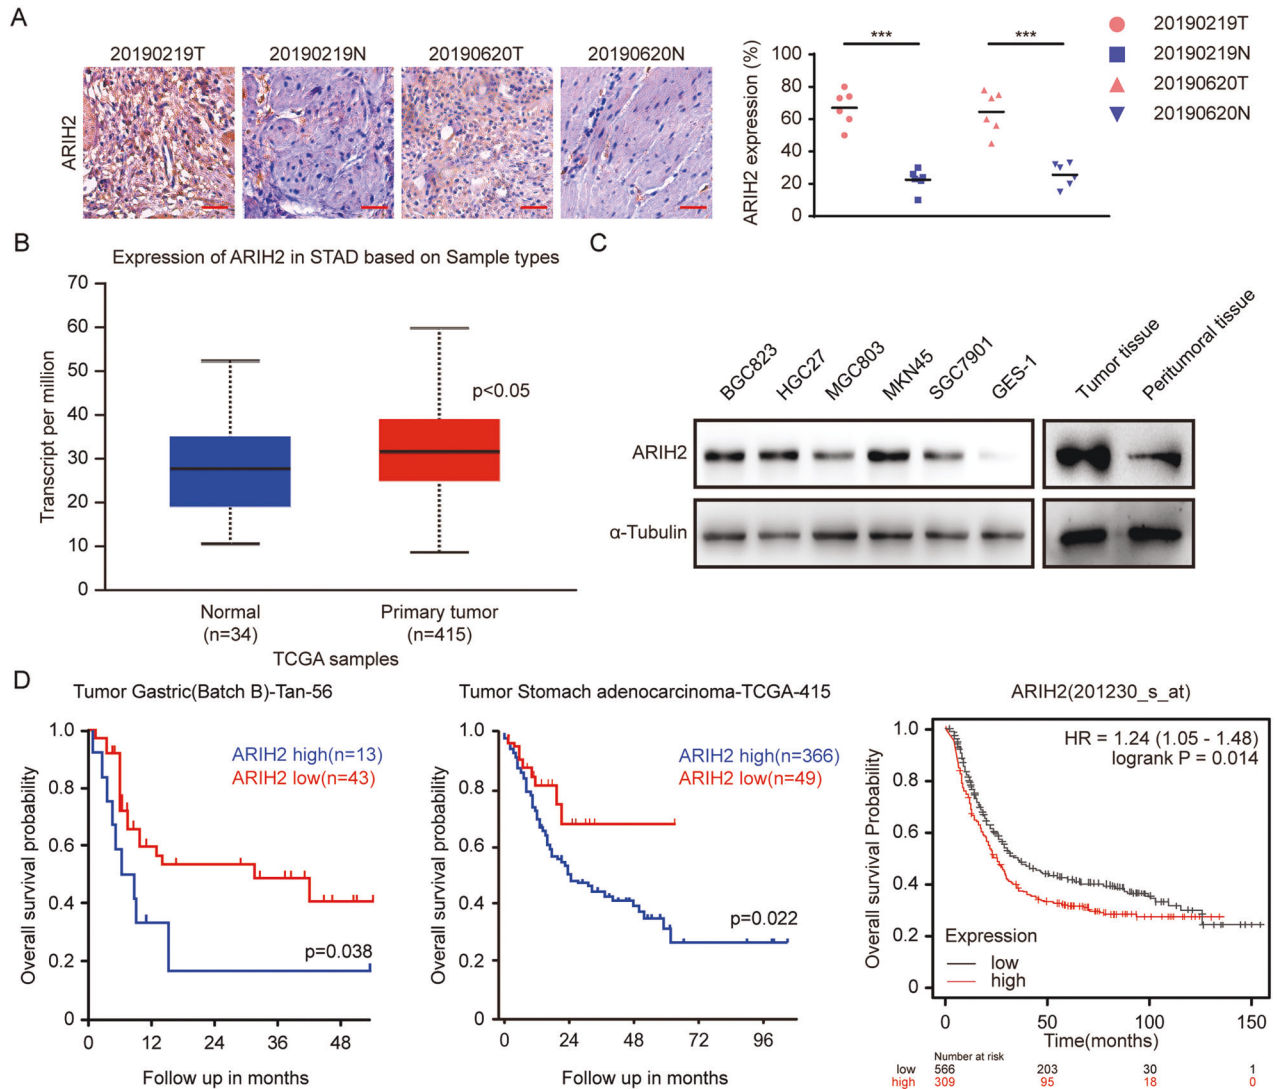 A
20190219T
20190219N
20190620T
20190620N
ARIH2
ARIH2 expression (%)
100
80
60
40
20
0
***
***
20190219T
20190219N
20190620T
20190620N
B
Expression of ARIH2 in STAD based on Sample types
Transcript per million
70
60
50
40
30
20
10
0
p<0.05
Normal
(n=34)
Primary tumor
(n=415)
TCGA samples
C
BGC823
HGC27
MGC803
MKN45
SGC7901
GES-1
Tumor tissue
Peritumoral tissue
ARIH2
α-Tubulin
D
Tumor Gastric(Batch B)-Tan-56
Overall survival probability
1.0
0.8
0.6
0.4
0.2
0
ARIH2 high(n=13)
ARIH2 low(n=43)
p=0.038
0 12 24 36 48
Follow up in months
Tumor Stomach adenocarcinoma-TCGA-415
Overall survival probability
1.0
0.8
0.6
0.4
0.2
0
ARIH2 high(n=366)
ARIH2 low(n=49)
p=0.022
0 24 48 72 96
Follow up in months
ARIH2(201230_s_at)
Overall survival Probability
1.0
0.8
0.6
0.4
0.2
0
HR = 1.24 (1.05 - 1.48)
logrank P = 0.014
Expression
low
high
0 50 100 150
Time(months)
Number at risk
low 566 203 30 1
high 309 95 18 0